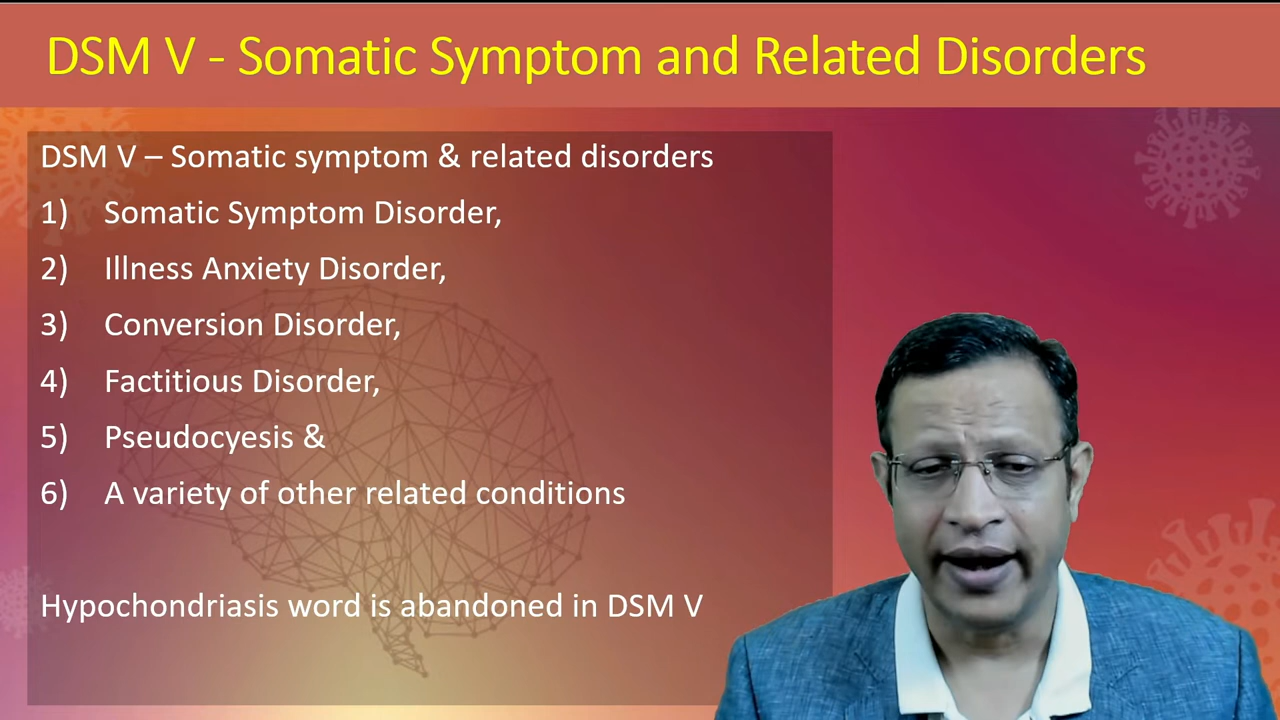 DSM V - Somatic Symptom and Related Disorders
DSM V – Somatic symptom & related disorders
1) Somatic Symptom Disorder,
2) Illness Anxiety Disorder,
3) Conversion Disorder,
4) Factitious Disorder,
5) Pseudocyesis &
6) A variety of other related conditions
Hypochondriasis word is abandoned in DSM V